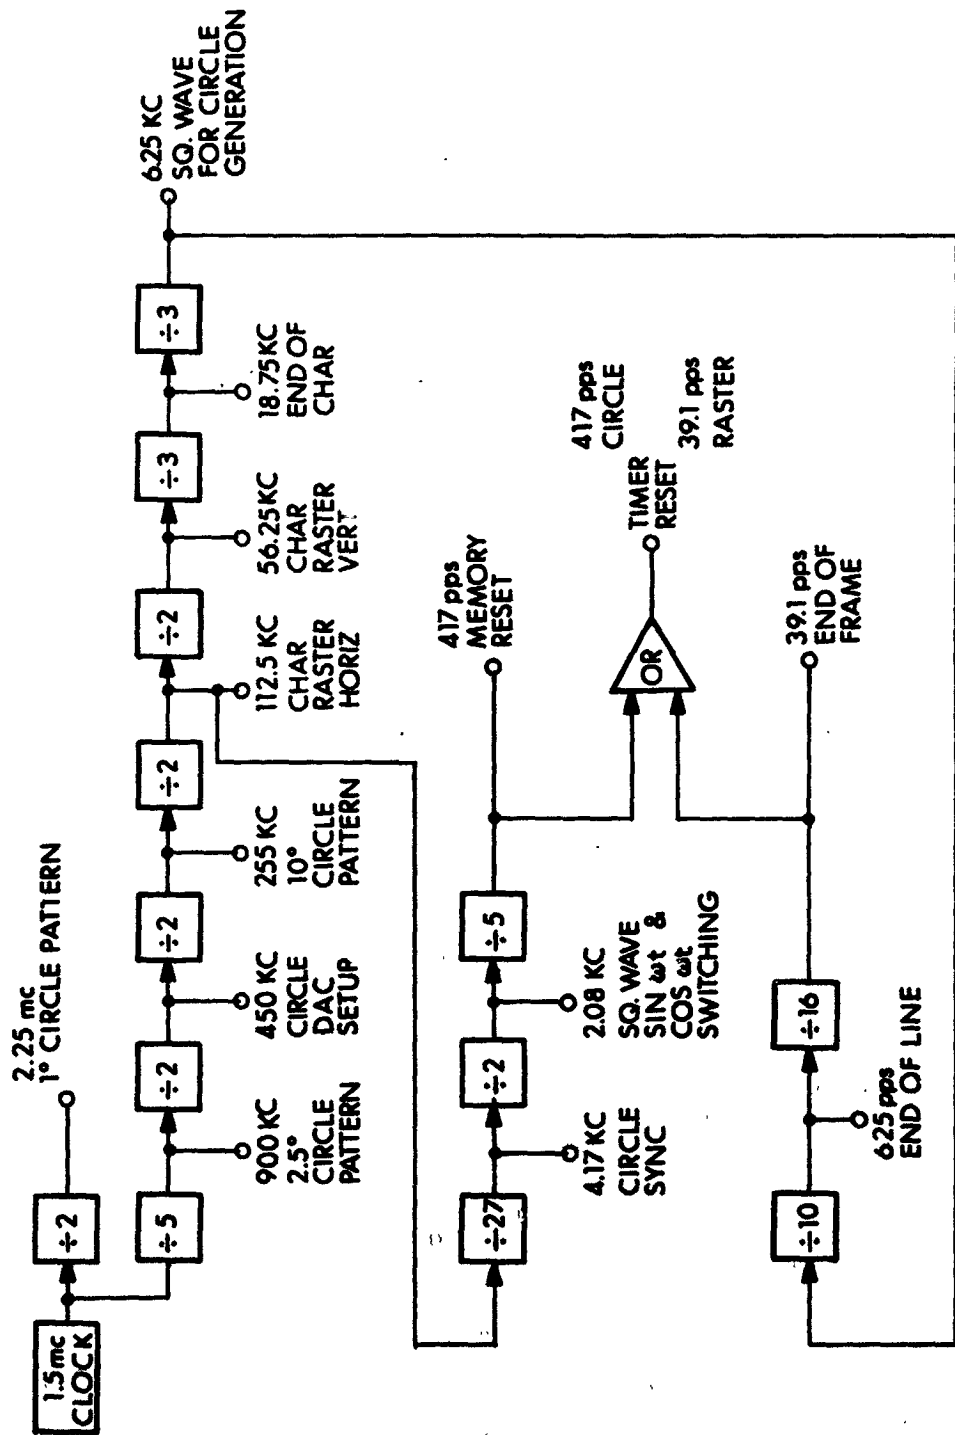 1.5mc
CLOCK
÷2
2.25 mc
1° CIRCLE PATTERN
÷5
900 KC
2.5°
CIRCLE
PATTERN
÷2
450 KC
CIRCLE
DAC
SETUP
÷2
255 KC
10°
CIRCLE
PATTERN
÷2
112.5 KC
CHAR
RASTER
HORIZ
÷2
56.25 KC
CHAR
RASTER
VERT
÷3
18.75 KC
END OF
CHAR
÷3
6.25 KC
SQ. WAVE
FOR CIRCLE
GENERATION
÷27
4.17 KC
CIRCLE
SYNC
÷2
2.08 KC
SQ. WAVE
SIN ωt &
COS ωt
SWITCHING
÷5
417 pps
MEMORY
RESET
OR
TIMER
RESET
417 pps
CIRCLE
39.1 pps
RASTER
÷10
625 pps
END OF LINE
÷16
39.1 pps
END OF
FRAME